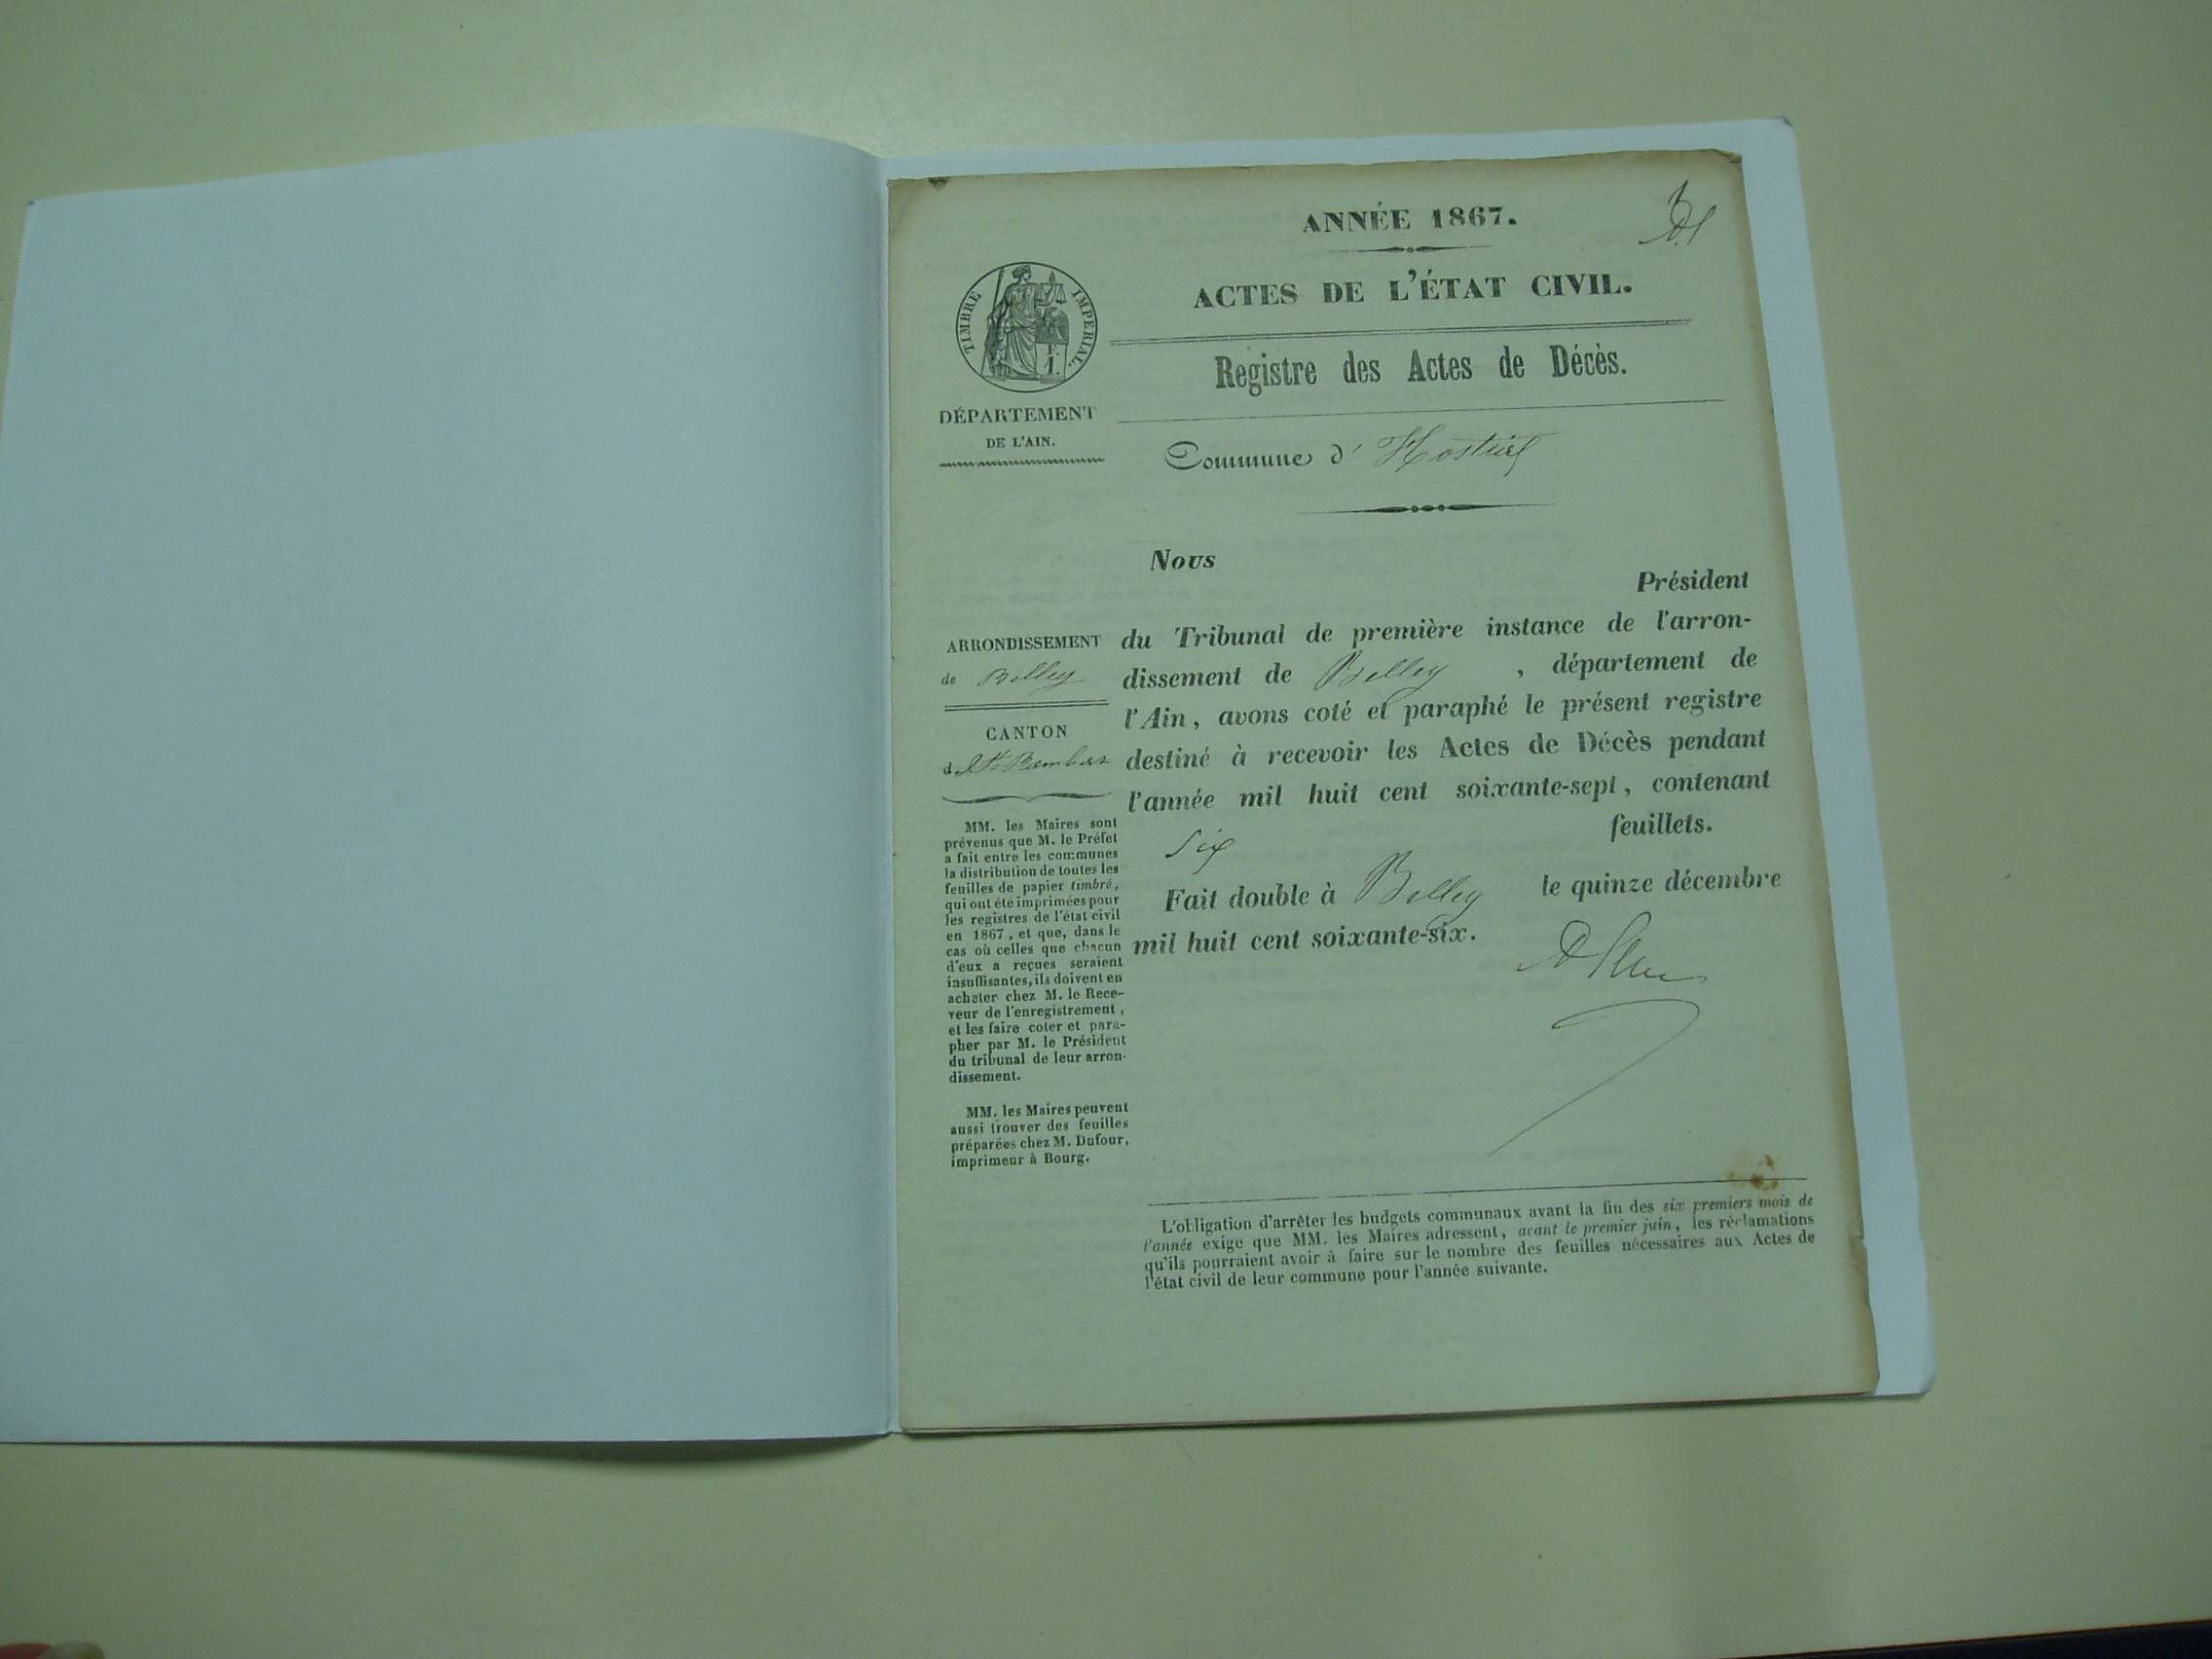 ANNÉE 1867.
ACTES DE L'ÉTAT CIVIL.
TIMBRE IMPERIAL.
1.
Registre des Actes de Décès.
DÉPARTEMENT
DE L'AIN.
Commune d' Hostiel
Nous
Président
du Tribunal de première instance de l'arron-
dissement de Belley, département de
l'Ain, avons coté et paraphé le présent registre
destiné à recevoir les Actes de Décès pendant
l'année mil huit cent soixante-sept, contenant
six feuillets.
Fait double à Belley le quinze décembre
mil huit cent soixante-six.
ARRONDISSEMENT
de Belley
CANTON
d St Rambert
MM. les Maires sont
prévenus que M. le Préfet
a fait entre les communes
la distribution de toutes les
feuilles de papier timbré,
qui ont été imprimées pour
les registres de l'état civil
en 1867, et que, dans le
cas où celles que chacun
d'eux a reçues seraient
insuffisantes, ils doivent en
acheter chez M. le Rece-
veur de l'enregistrement,
et les faire coter et para-
pher par M. le Président
du tribunal de leur arron-
dissement.
MM. les Maires peuvent
aussi trouver des feuilles
préparées chez M. Dufour,
imprimeur à Bourg.
L'obligation d'arrêter les budgets communaux avant la fin des six premiers mois de
l'année exige que MM. les Maires adressent, avant le premier juin, les réclamations
qu'ils pourraient avoir à faire sur le nombre des feuilles nécessaires aux Actes de
l'état civil de leur commune pour l'année suivante.